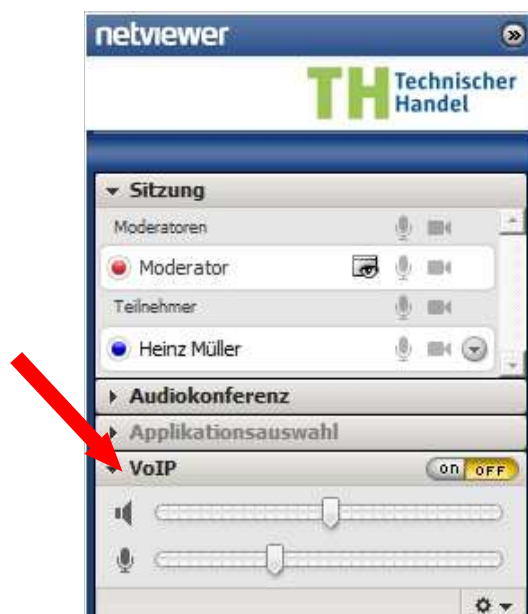 netviewer
TH Technischer
Handel
Sitzung
Moderatoren
Moderator
Teilnehmer
Heinz Müller
Audiokonferenz
Applikationsauswahl
VoIP on OFF